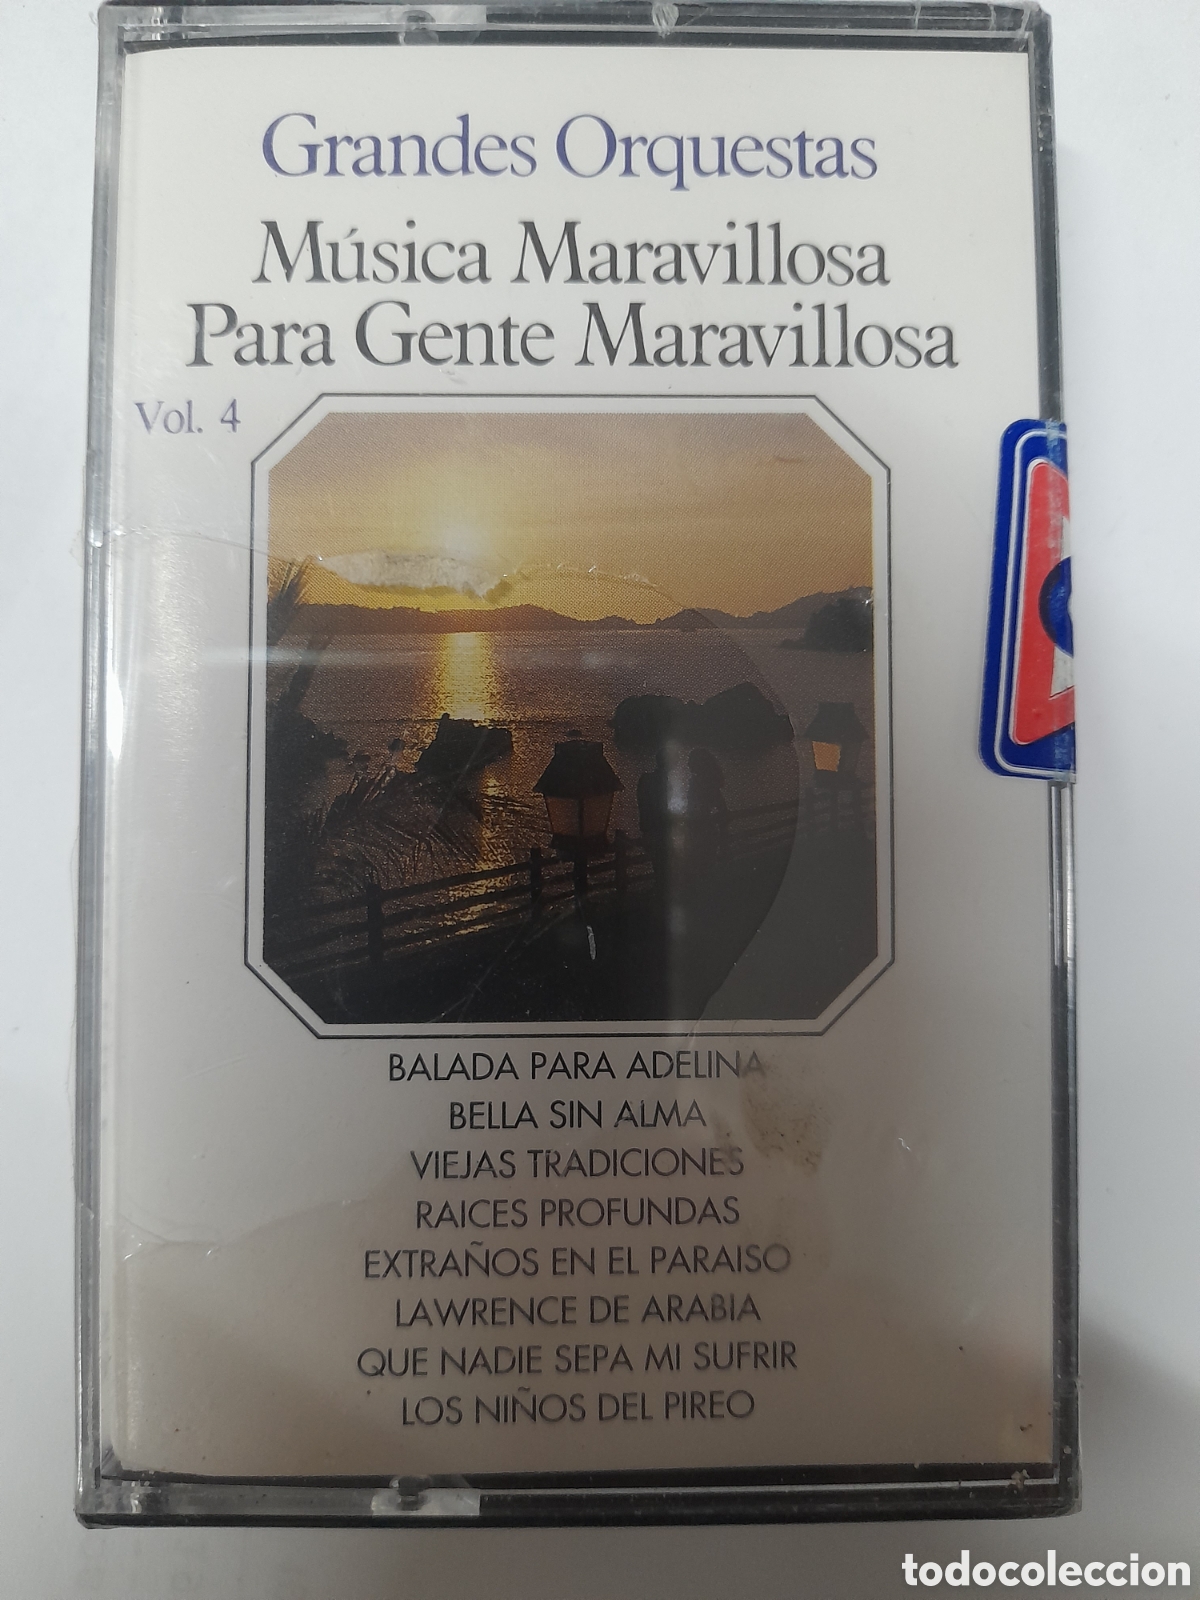 Grandes Orquestas
Música Maravillosa
Para Gente Maravillosa
Vol. 4
BALADA PARA ADELINA
BELLA SIN ALMA
VIEJAS TRADICIONES
RAICES PROFUNDAS
EXTRAÑOS EN EL PARAISO
LAWRENCE DE ARABIA
QUE NADIE SEPA MI SUFRIR
LOS NIÑOS DEL PIREO
todocoleccion